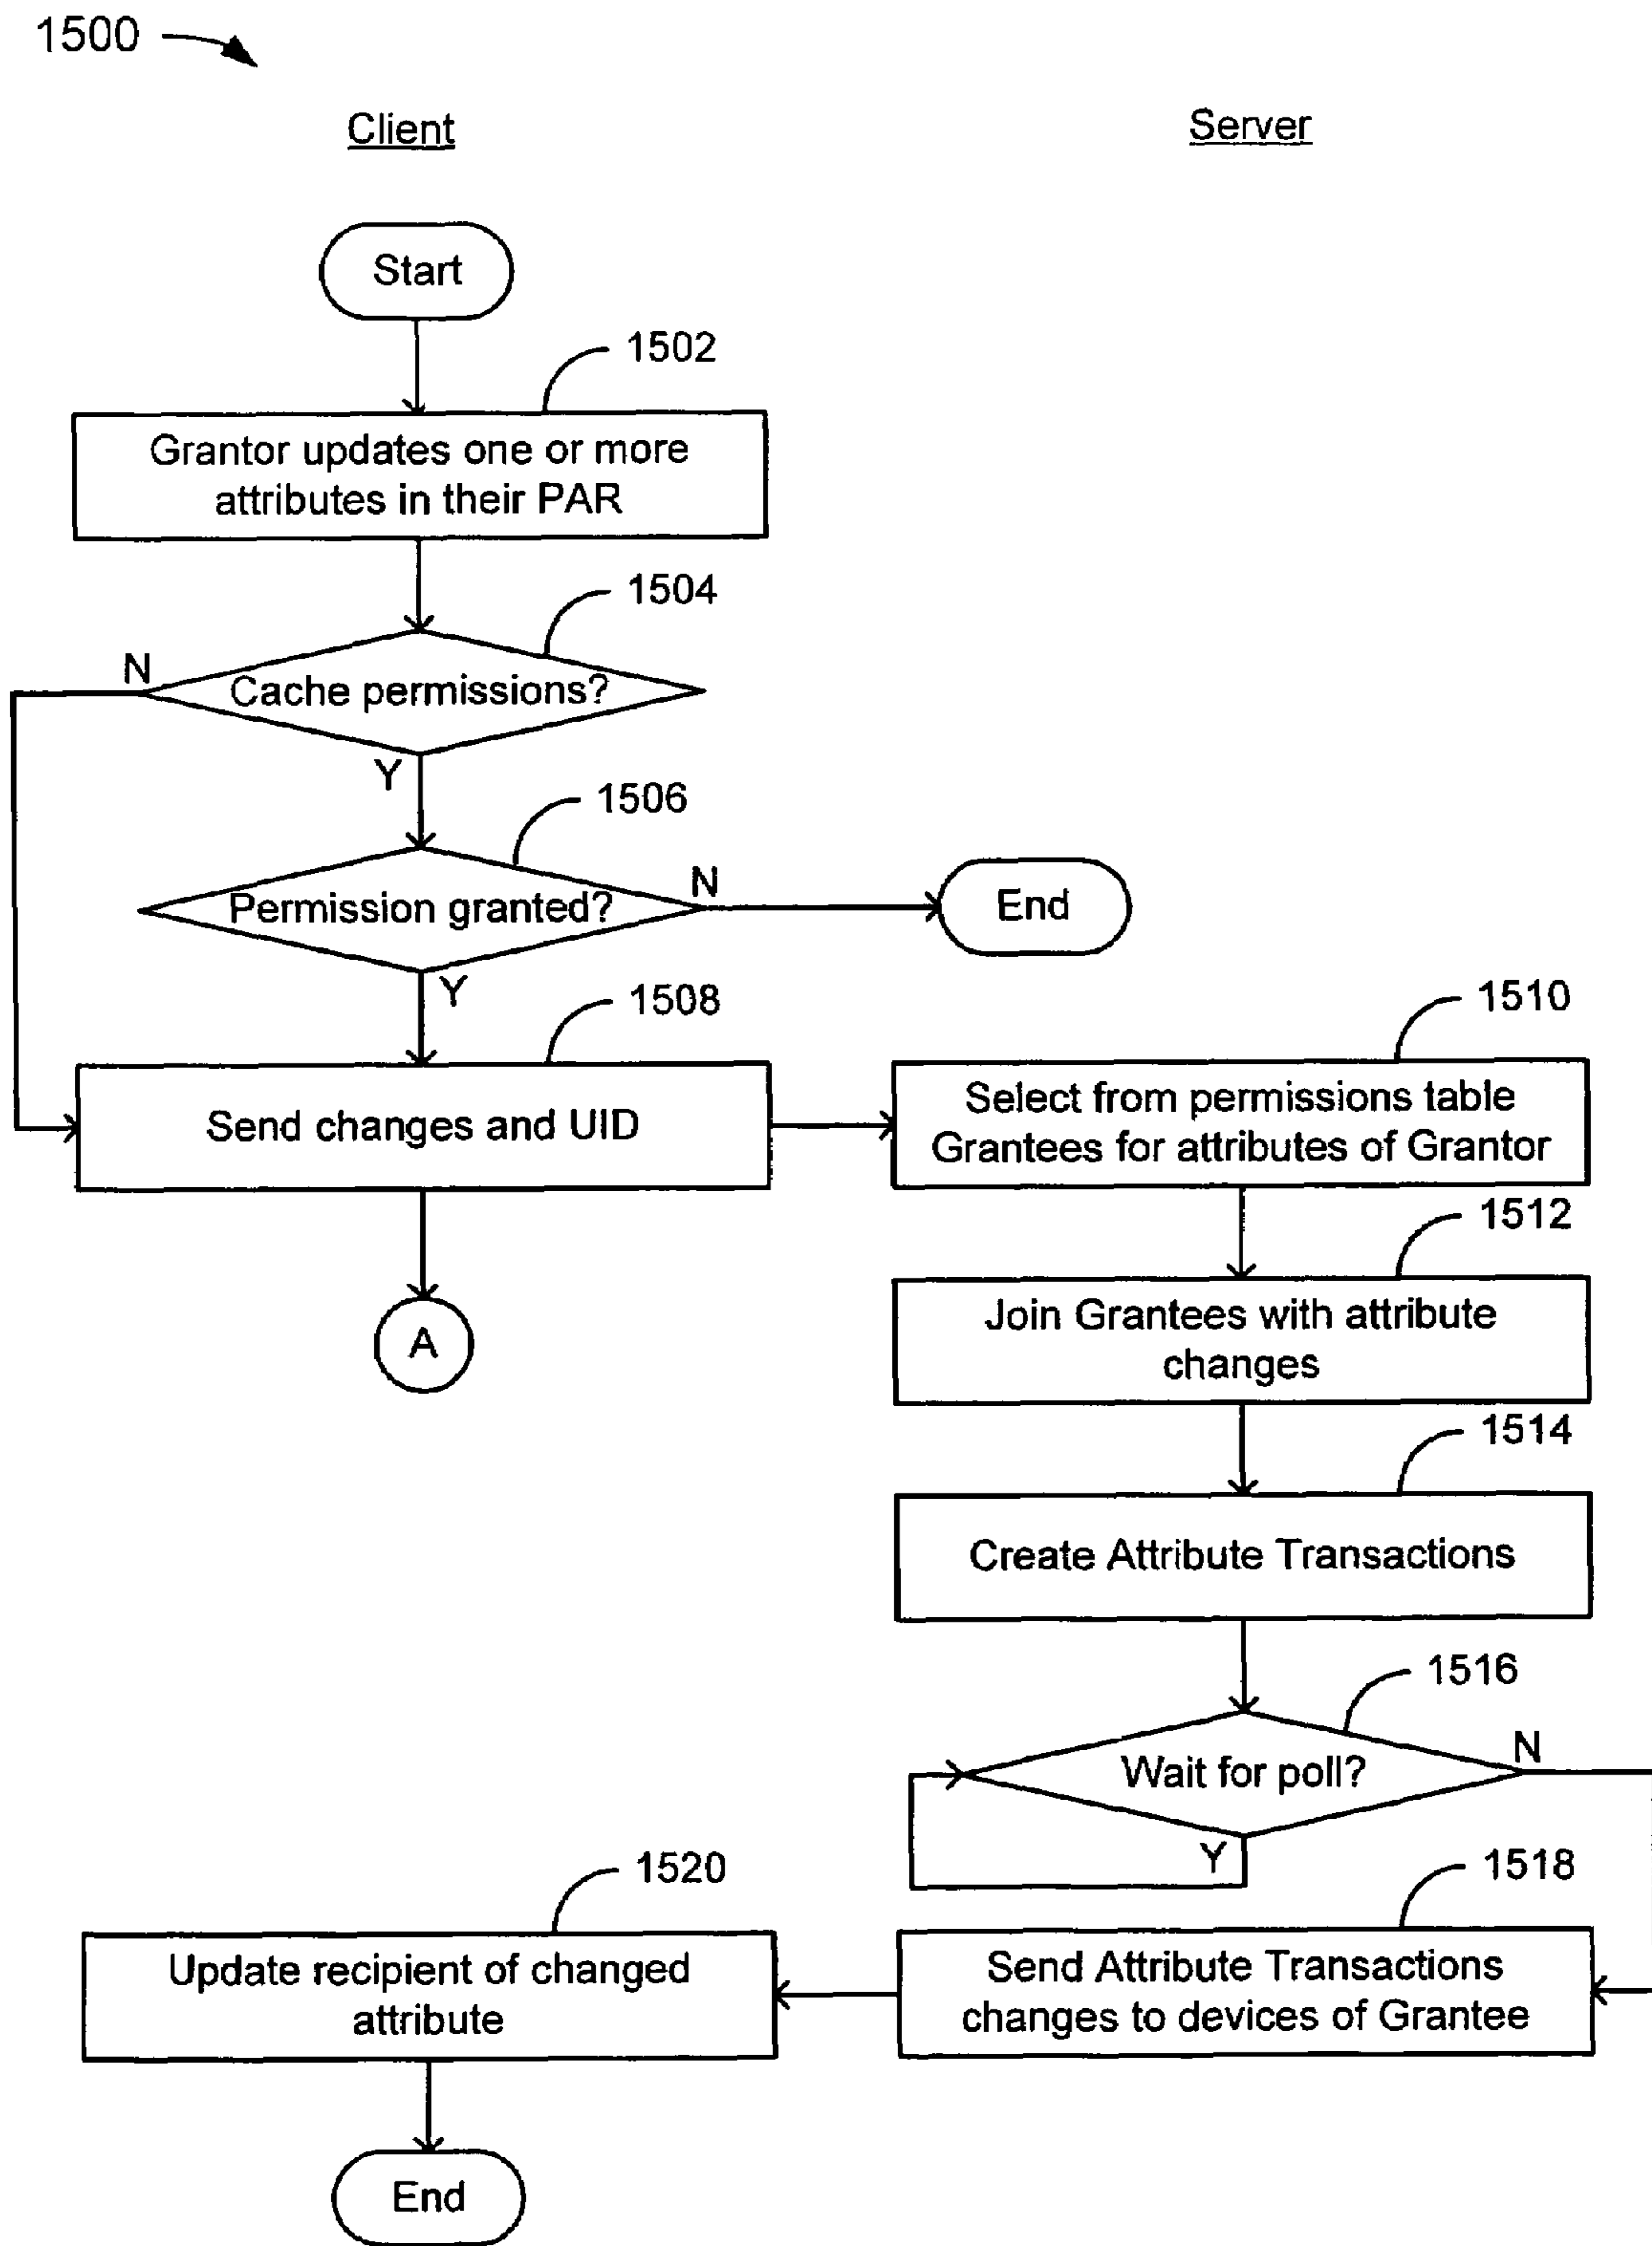 1500
Client
Server
Start
1502
Grantor updates one or more
attributes in their PAR
1504
N
Cache permissions?
Y
1506
Permission granted?
N
End
Y
1508
Send changes and UID
1510
Select from permissions table
Grantees for attributes of Grantor
A
1512
Join Grantees with attribute
changes
1514
Create Attribute Transactions
1516
Wait for poll?
N
Y
1518
Send Attribute Transactions
changes to devices of Grantee
1520
Update recipient of changed
attribute
End